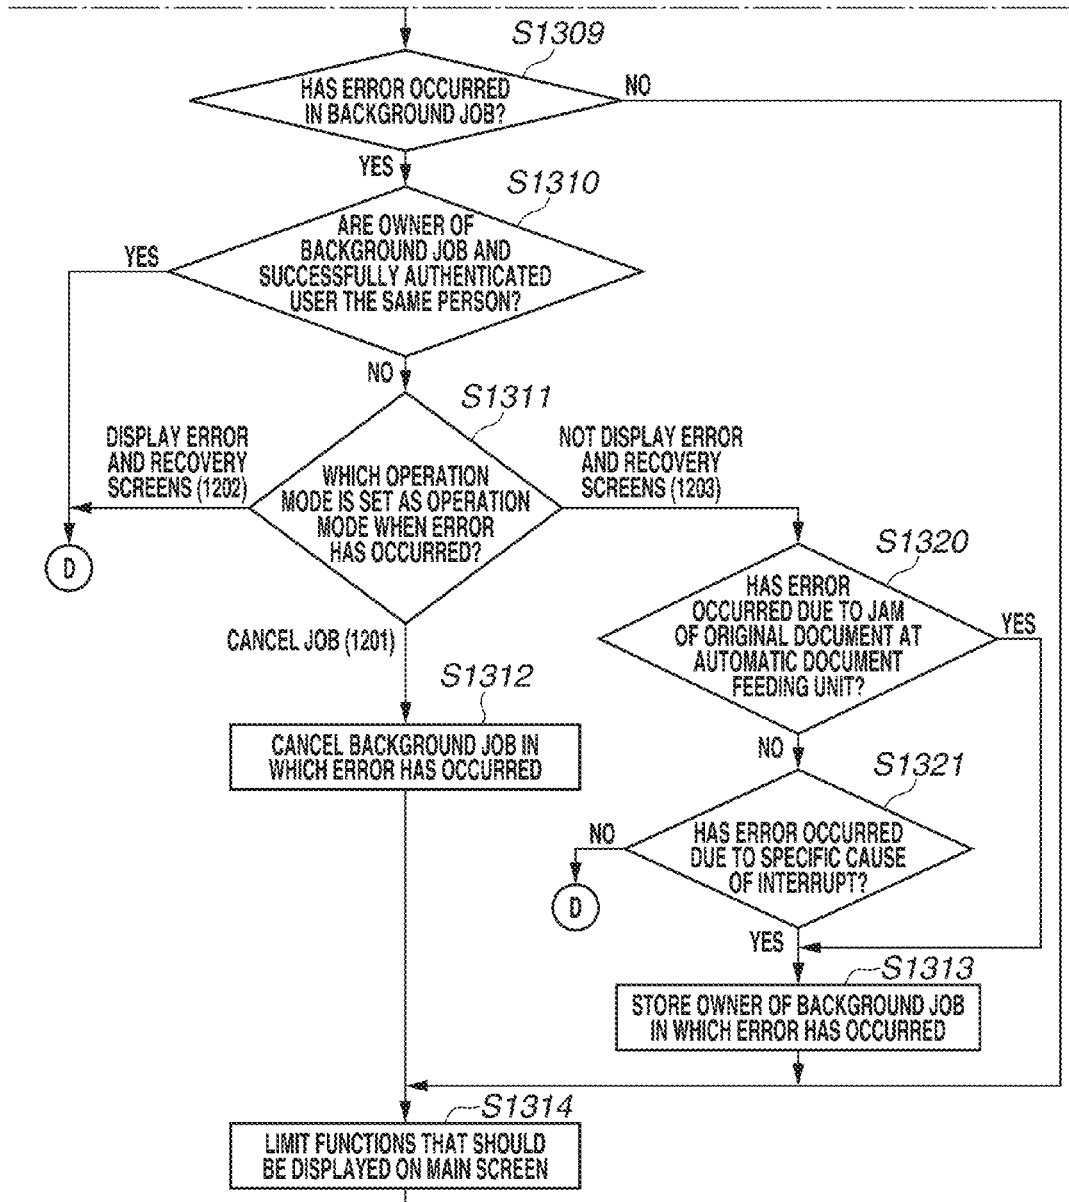 S1309
HAS ERROR OCCURRED
IN BACKGROUND JOB?
NO
YES
S1310
ARE OWNER OF
BACKGROUND JOB AND
SUCCESSFULLY AUTHENTICATED
USER THE SAME PERSON?
YES
NO
S1311
DISPLAY ERROR
AND RECOVERY
SCREENS (1202)
WHICH OPERATION
MODE IS SET AS OPERATION
MODE WHEN ERROR
HAS OCCURRED?
NOT DISPLAY ERROR
AND RECOVERY
SCREENS (1203)
D
CANCEL JOB (1201)
S1312
CANCEL BACKGROUND JOB IN
WHICH ERROR HAS OCCURRED
S1320
HAS ERROR
OCCURRED DUE TO JAM
OF ORIGINAL DOCUMENT AT
AUTOMATIC DOCUMENT
FEEDING UNIT?
YES
NO
S1321
HAS ERROR OCCURRED
DUE TO SPECIFIC CAUSE
OF INTERRUPT?
NO
D
YES
S1313
STORE OWNER OF BACKGROUND JOB
IN WHICH ERROR HAS OCCURRED
S1314
LIMIT FUNCTIONS THAT SHOULD
BE DISPLAYED ON MAIN SCREEN